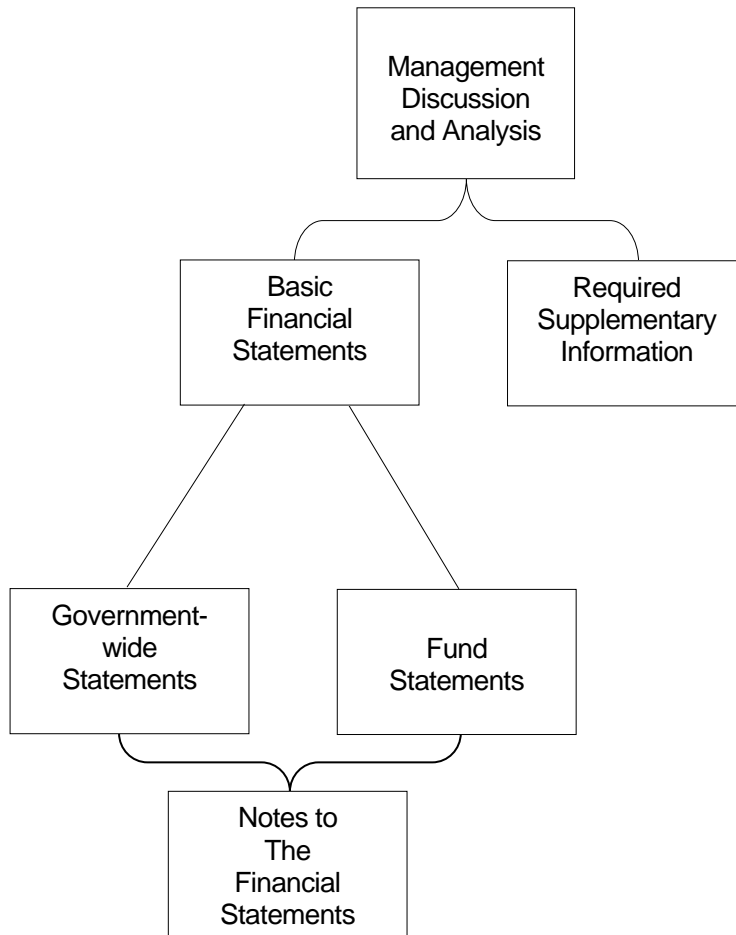 Management
Discussion
and Analysis
Basic
Financial
Statements
Required
Supplementary
Information
Government-
wide
Statements
Fund
Statements
Notes to
The
Financial
Statements